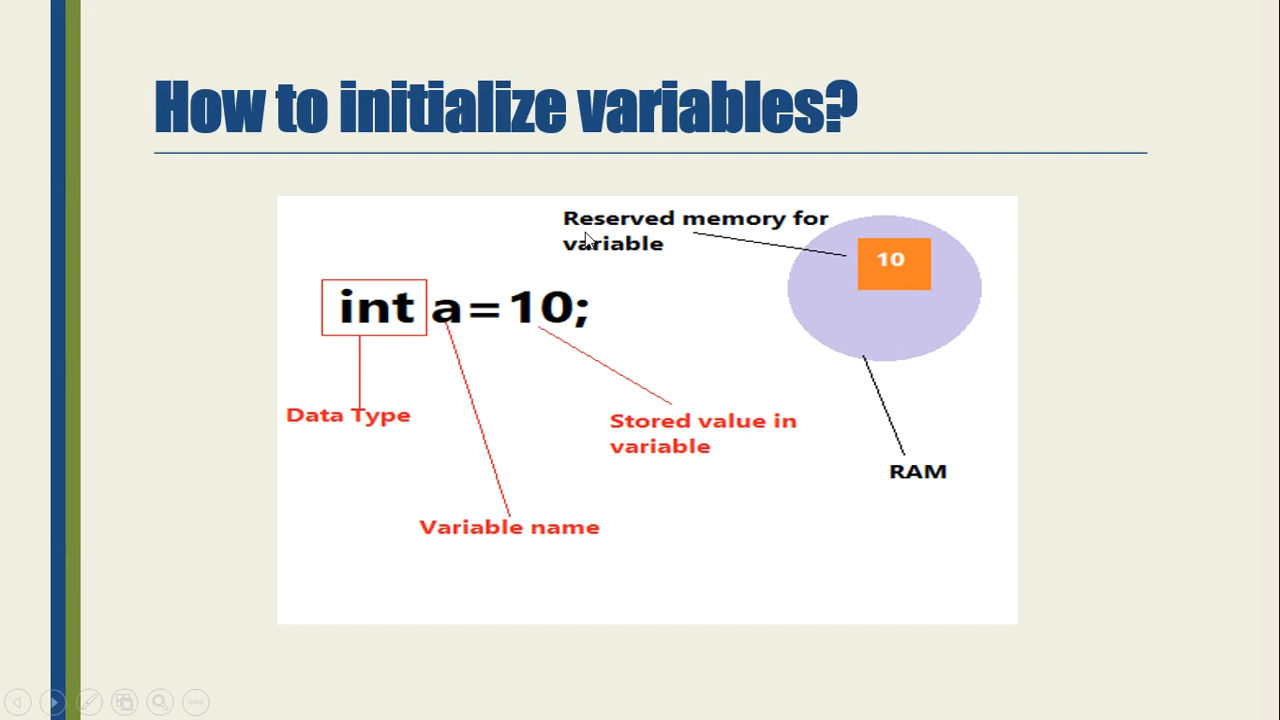 How to initialize variables?
Reserved memory for
variable
10
int a=10;
Data Type
Stored value in
variable
RAM
Variable name